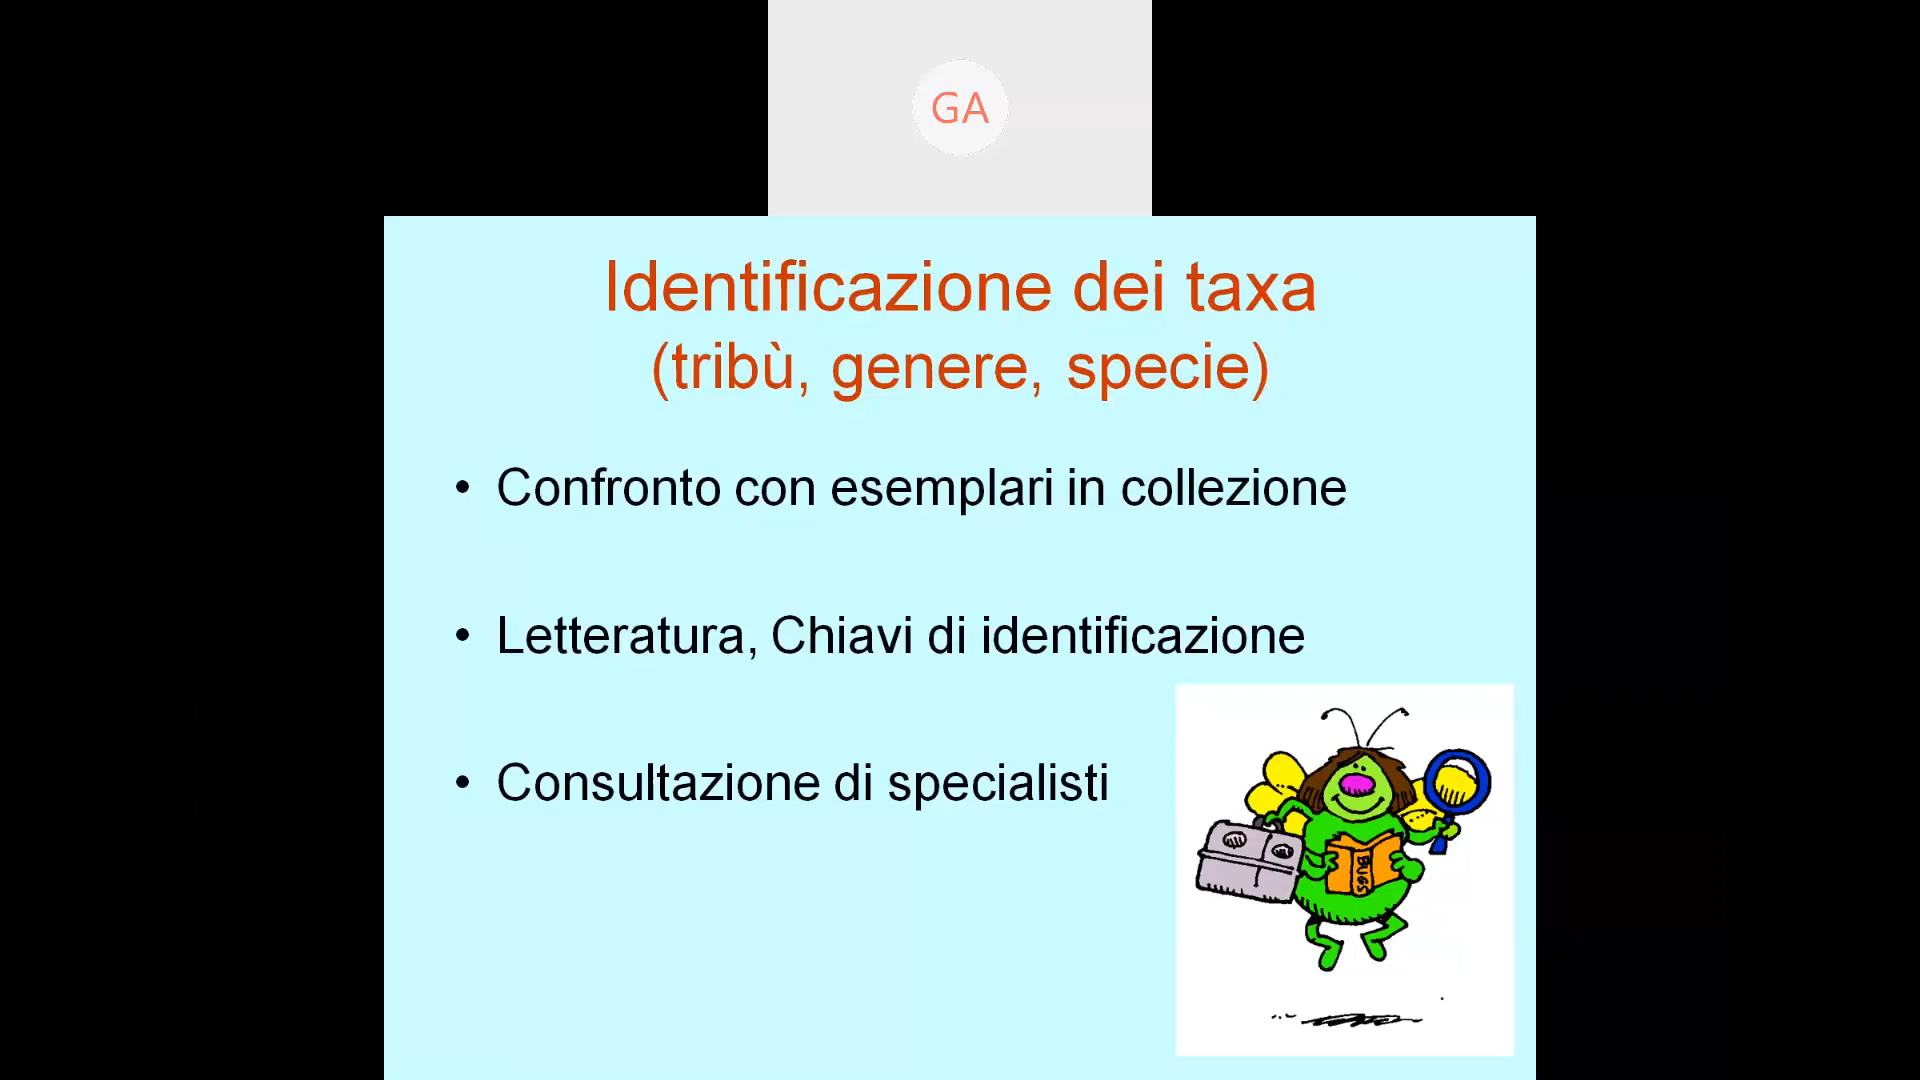 GA
Identificazione dei taxa
(tribù, genere, specie)
• Confronto con esemplari in collezione
• Letteratura, Chiavi di identificazione
• Consultazione di specialisti
BUGS